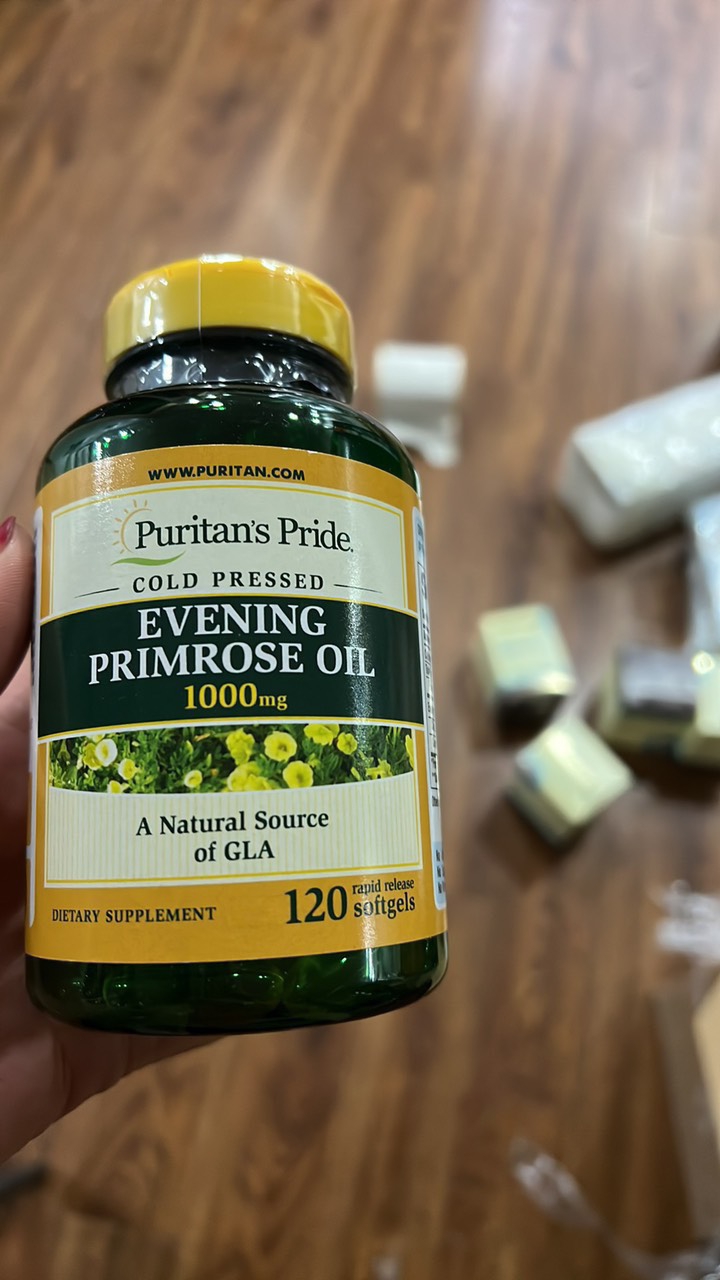 WWW.PURITAN.COM
Puritan's Pride.
COLD PRESSED
EVENING
PRIMROSE OIL
1000mg
A Natural Source
of GLA
DIETARY SUPPLEMENT
120 rapid release
softgels